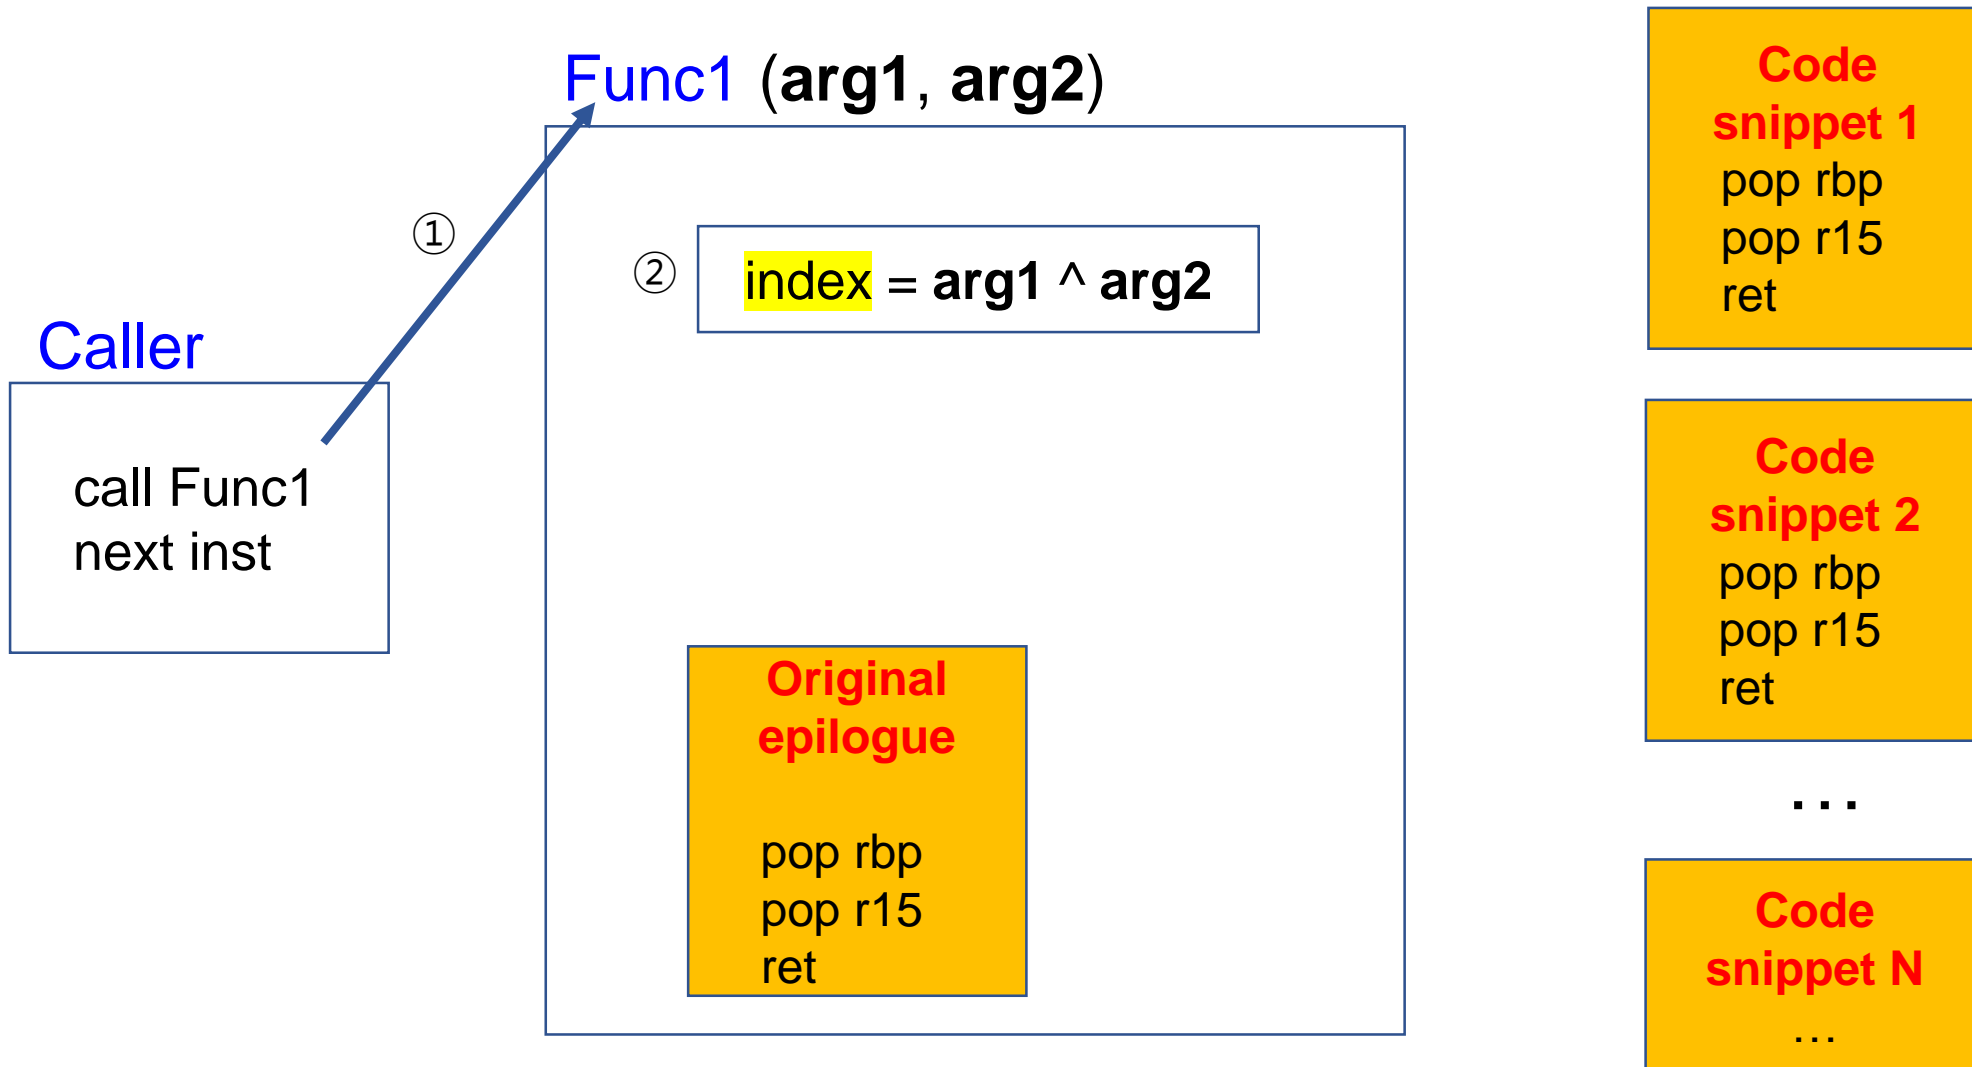 Func1 (arg1, arg2)
①
②
index = arg1 ^ arg2
Caller
call Func1
next inst
Original
epilogue
pop rbp
pop r15
ret
Code
snippet 1
pop rbp
pop r15
ret
Code
snippet 2
pop rbp
pop r15
ret
...
Code
snippet N
...